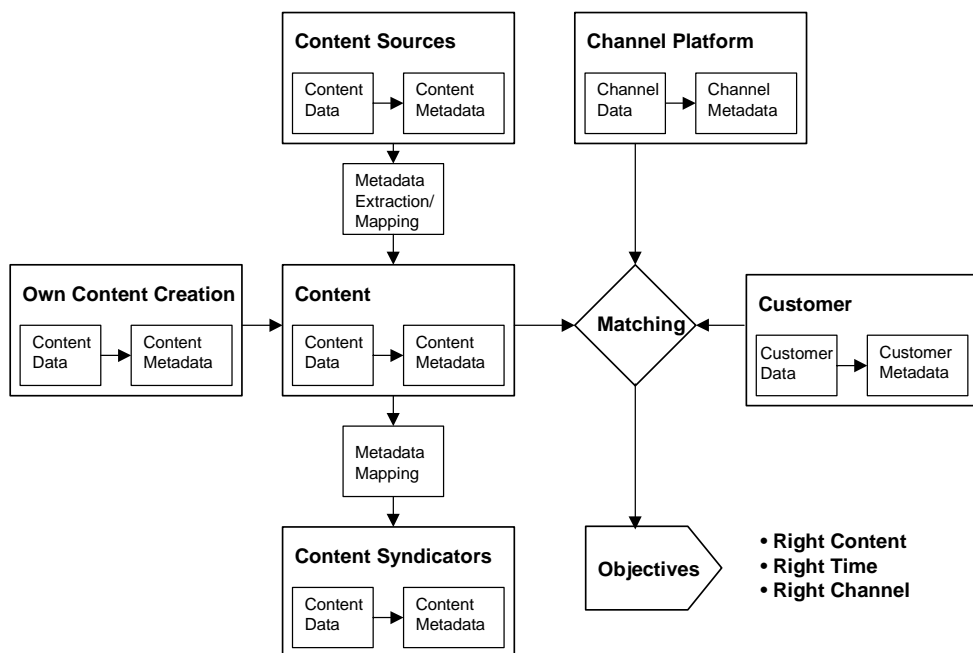 Content Sources
Content
Data
Content
Metadata
Channel Platform
Channel
Data
Channel
Metadata
Metadata
Extraction/
Mapping
Own Content Creation
Content
Data
Content
Metadata
Content
Content
Data
Content
Metadata
Matching
Customer
Customer
Data
Customer
Metadata
Metadata
Mapping
Content Syndicators
Content
Data
Content
Metadata
Objectives
• Right Content
• Right Time
• Right Channel